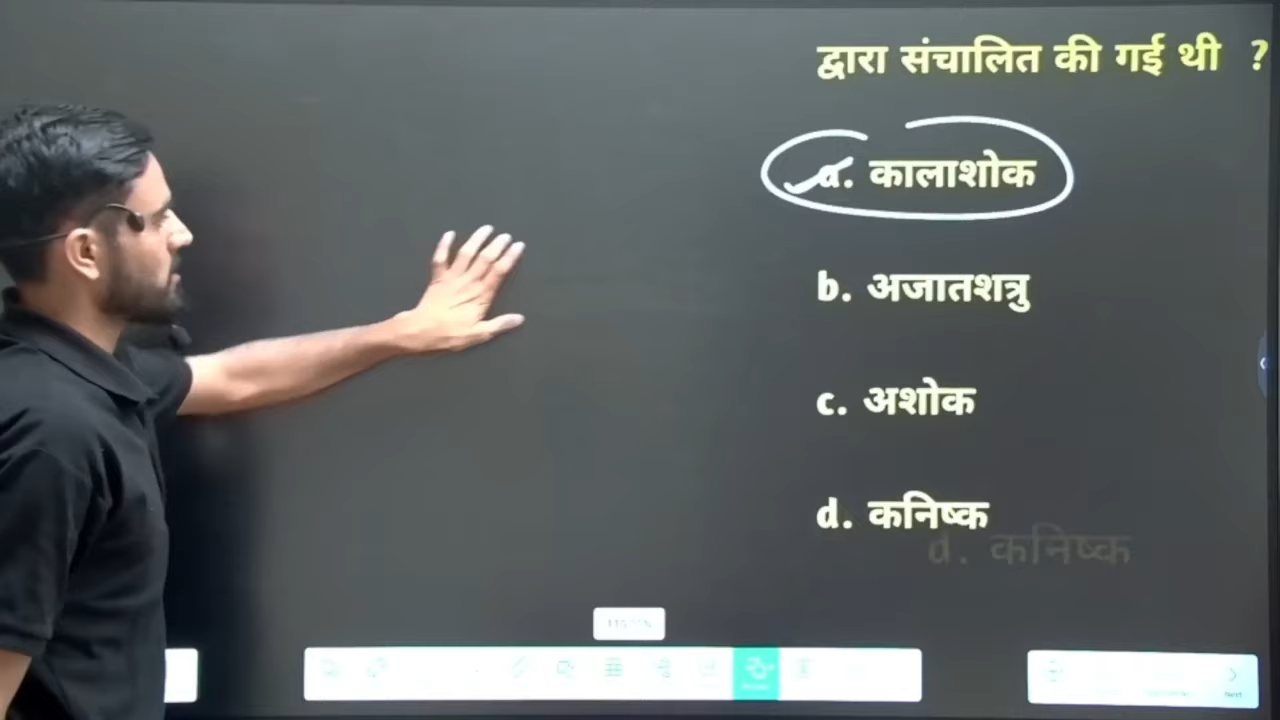 द्वारा संचालित की गई थी ?
a. कालाशोक
b. अजातशत्रु
c. अशोक
d. कनिष्क
d. कनिष्क